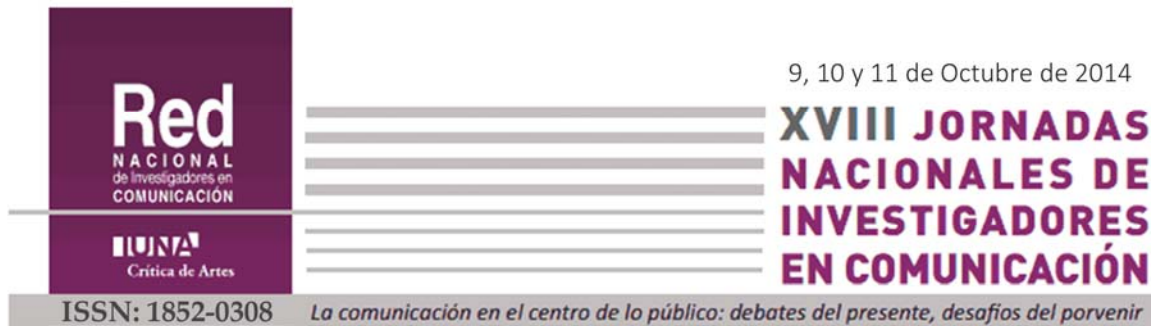 Red
NACIONAL
de Investigadores en
COMUNICACIÓN
IUNA
Crítica de Artes
9, 10 y 11 de Octubre de 2014
XVIII JORNADAS
NACIONALES DE
INVESTIGADORES
EN COMUNICACIÓN
ISSN: 1852-0308 La comunicación en el centro de lo público: debates del presente, desafíos del porvenir